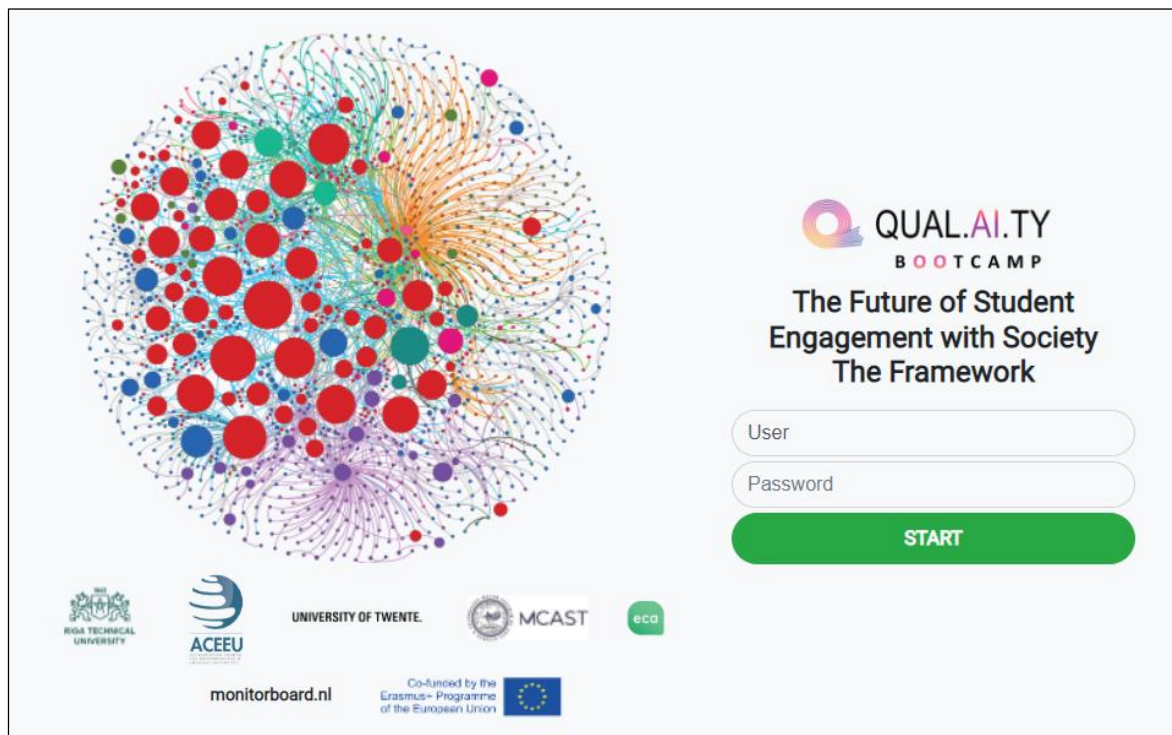 QUAL.AI.TY
BOOTCAMP
The Future of Student
Engagement with Society
The Framework
User
Password
START
1862
RIGA TECHNICAL
UNIVERSITY
ACEEU
UNIVERSITY OF TWENTE.
MCAST
eca
monitorboard.nl
Co-funded by the
Erasmus+ Programme
of the European Union